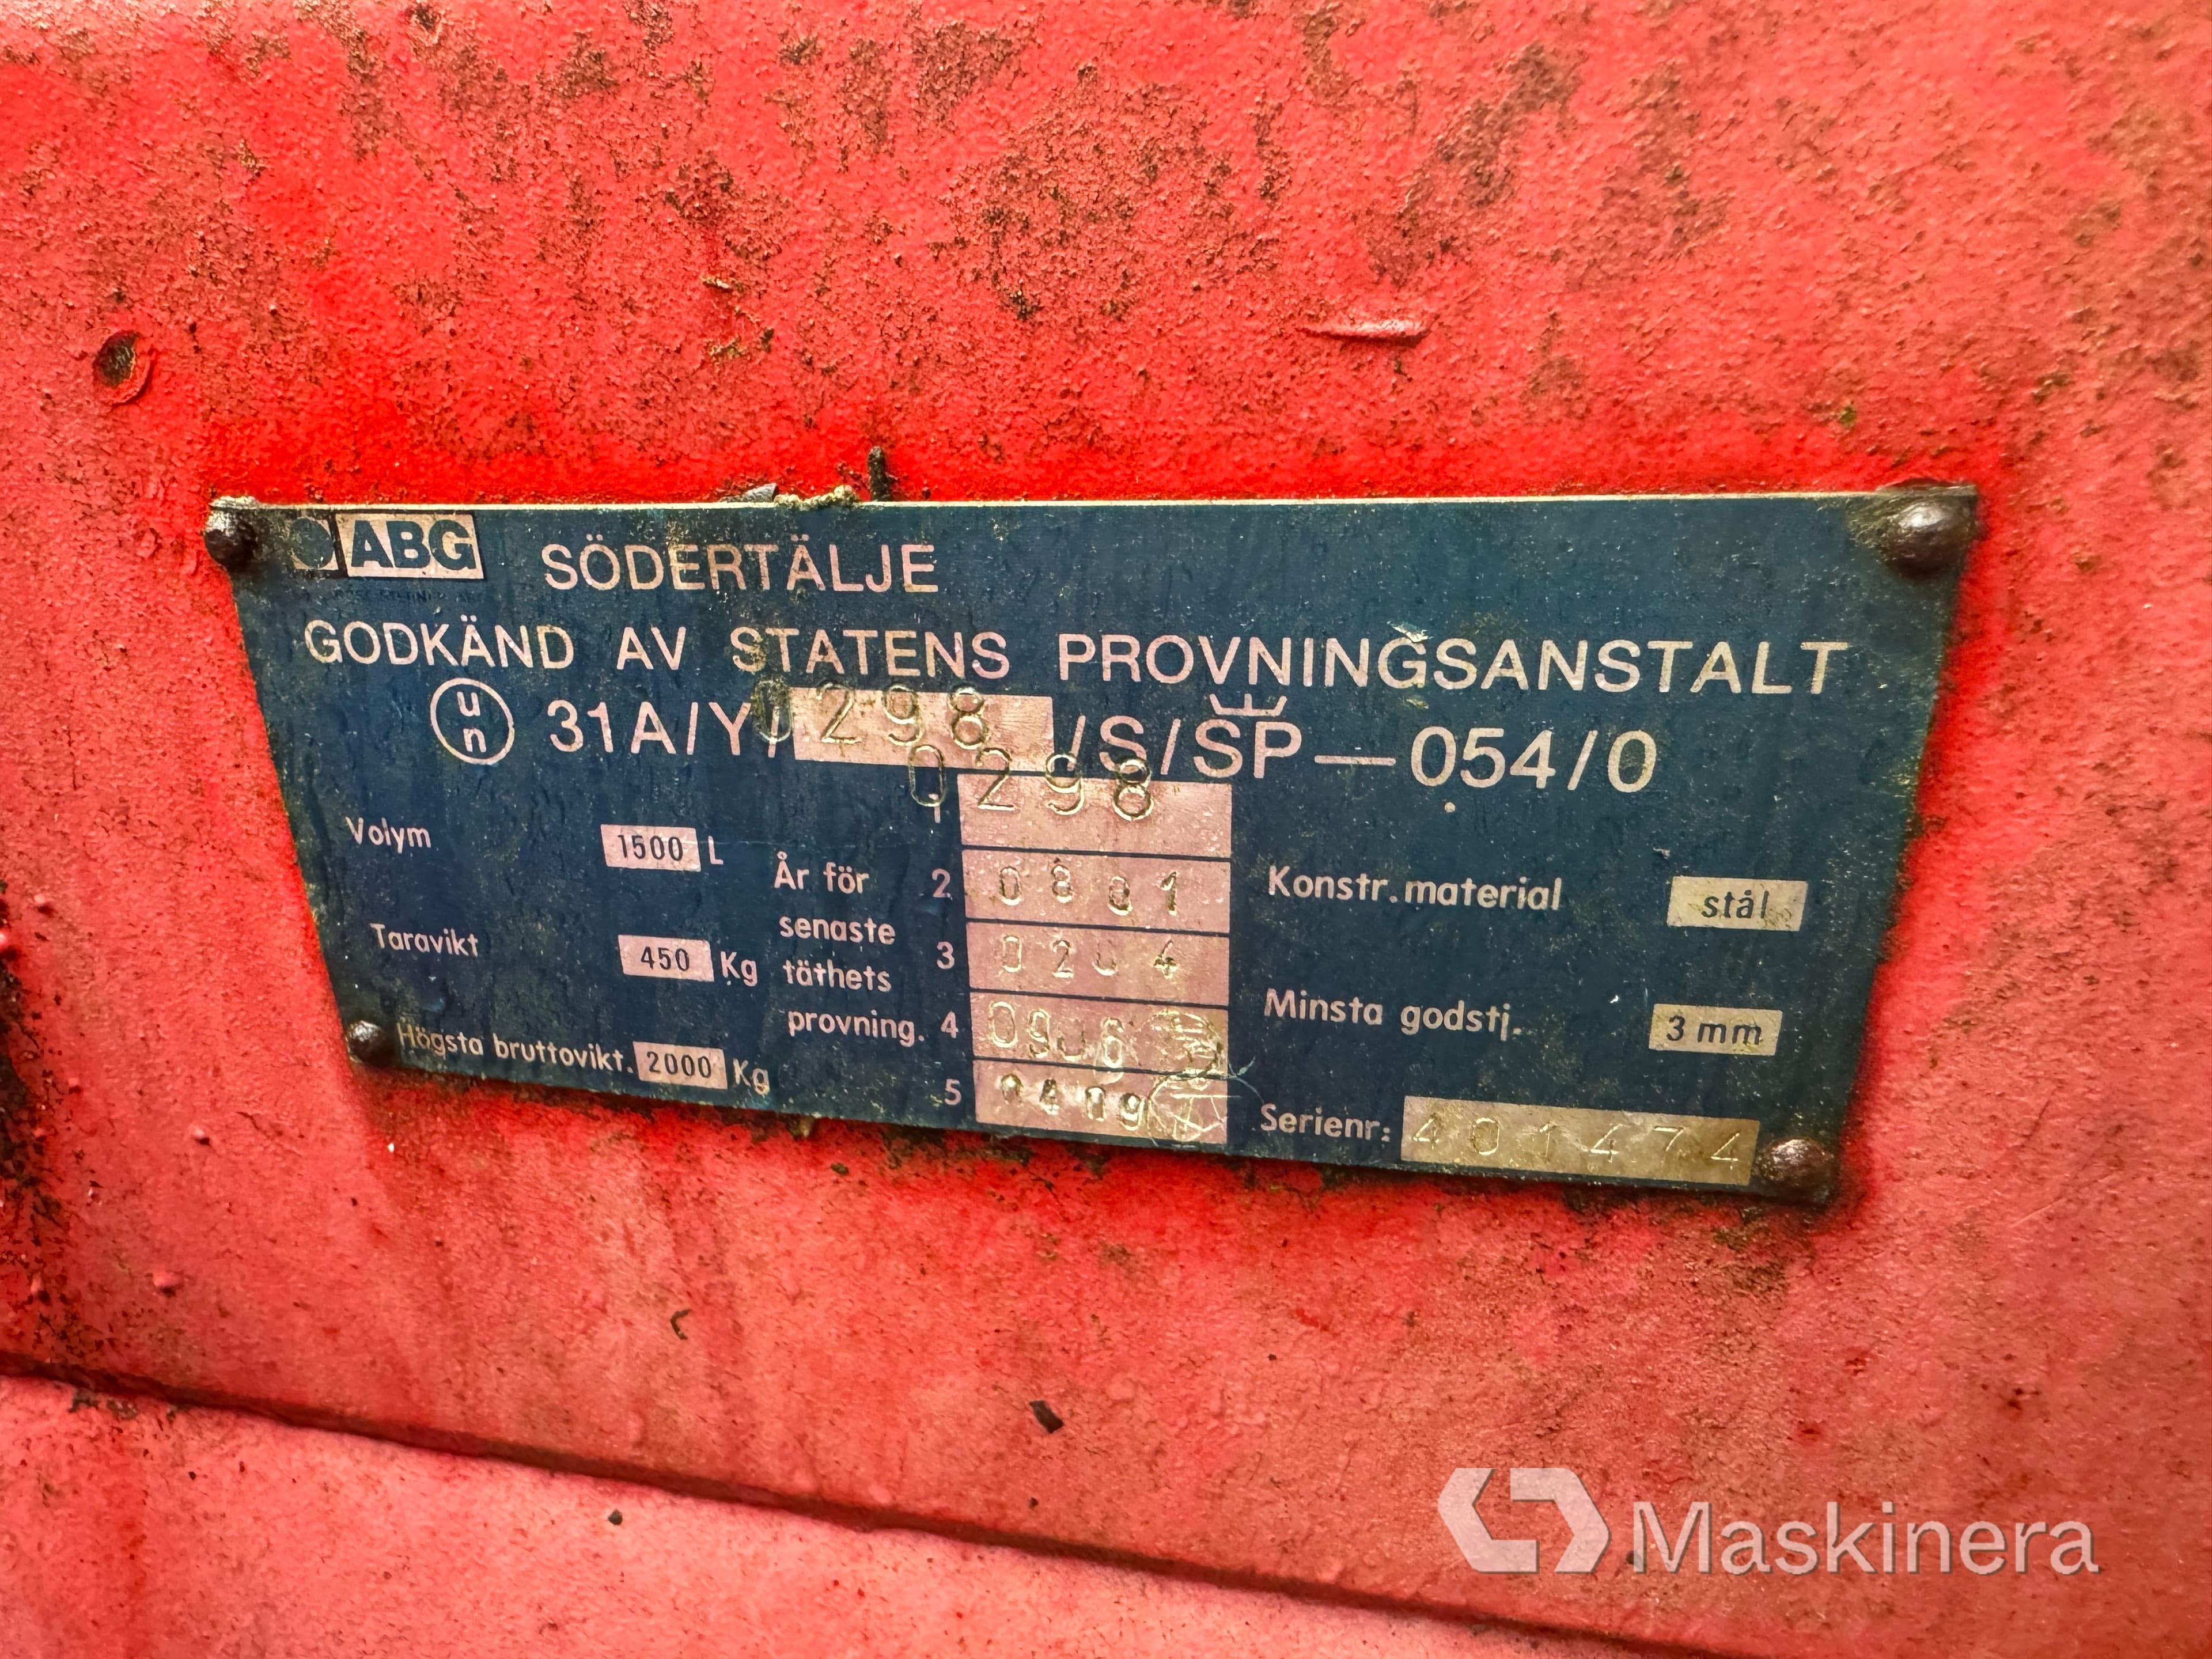 ABG SÖDERTÄLJE
GODKÄND AV STATENS PROVNINGSANSTALT
un 31A/Y/0298/S/SP—054/0
Volym 1500 L
Taravikt 450 Kg
Högsta bruttovikt. 2000 Kg
År för
senaste
täthets
provning.
1 0298
2 0801
3 0204
4 0906
5 0409
Konstr.material stål
Minsta godstj. 3 mm
Serienr: 401474
Maskinera